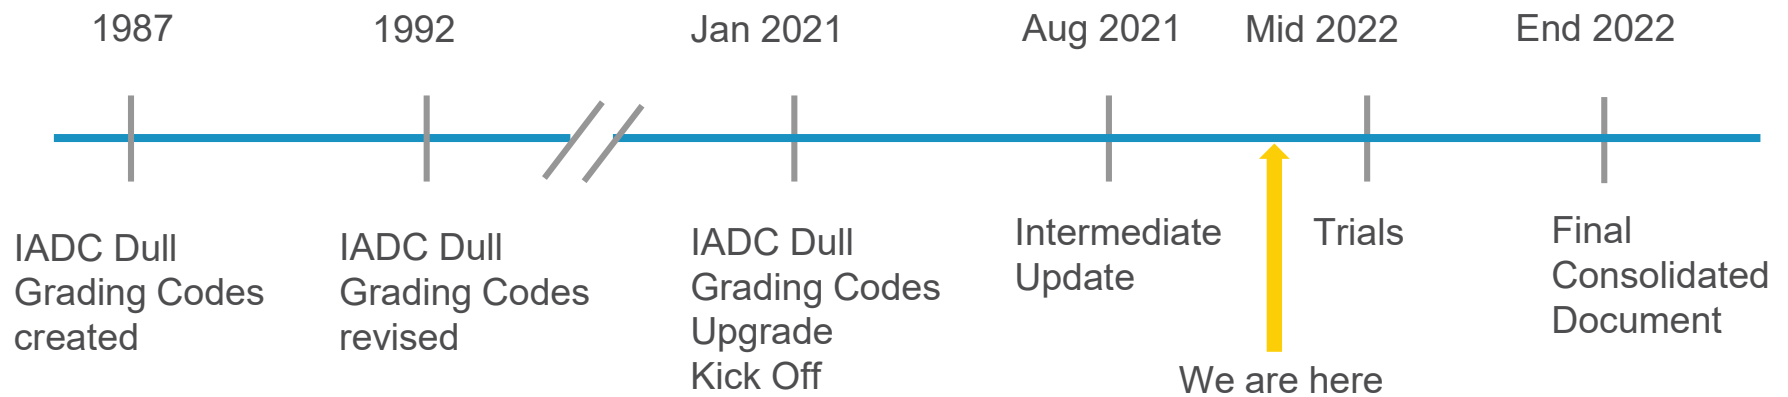 1987
1992
Jan 2021
Aug 2021
Mid 2022
End 2022
IADC Dull
Grading Codes
created
IADC Dull
Grading Codes
revised
IADC Dull
Grading Codes
Upgrade
Kick Off
Intermediate
Update
We are here
Trials
Final
Consolidated
Document